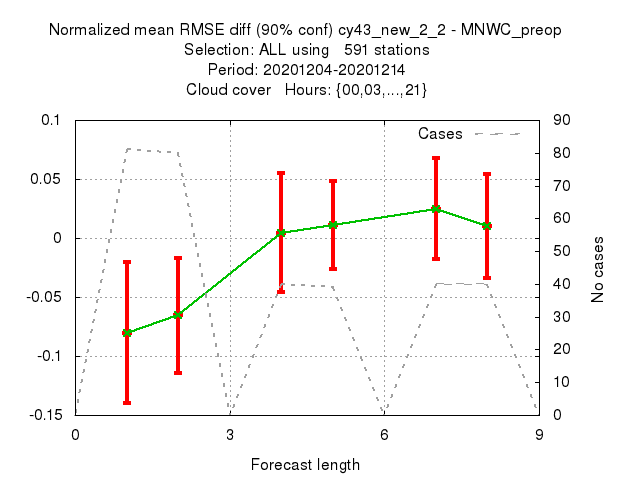 Normalized mean RMSE diff (90% conf) cy43_new_2_2 - MNWC_preop
Selection: ALL using   591 stations
Period: 20201204-20201214
Cloud cover   Hours: {00,03,...,21}
Cases
0.1
0.05
0
-0.05
-0.1
-0.15
90
80
70
60
50
40
30
20
10
0
No cases
0
3
6
9
Forecast length